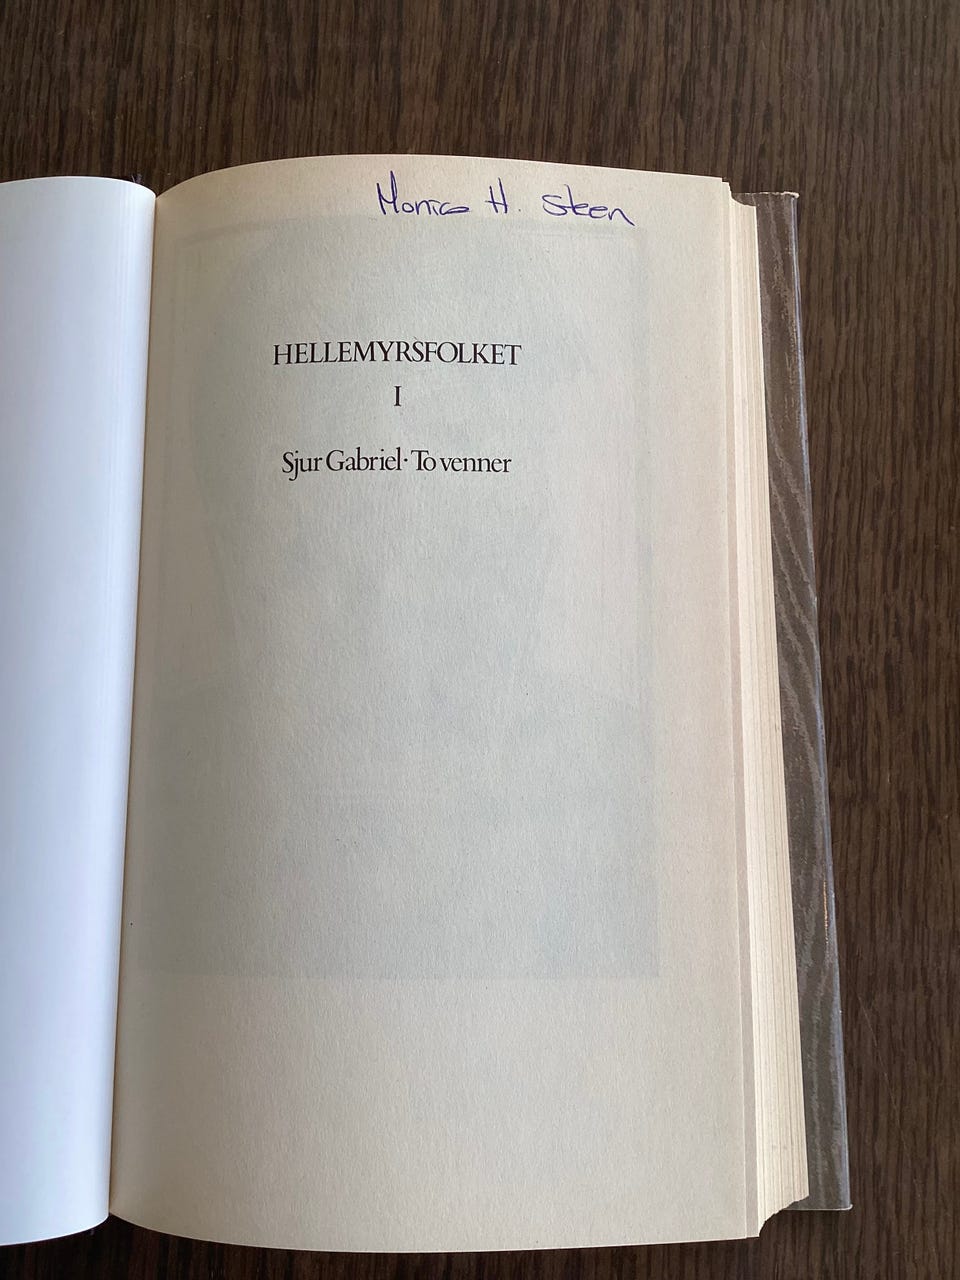 Monica H. Steen
HELLEMYRSFOLKET
I
Sjur Gabriel · To venner